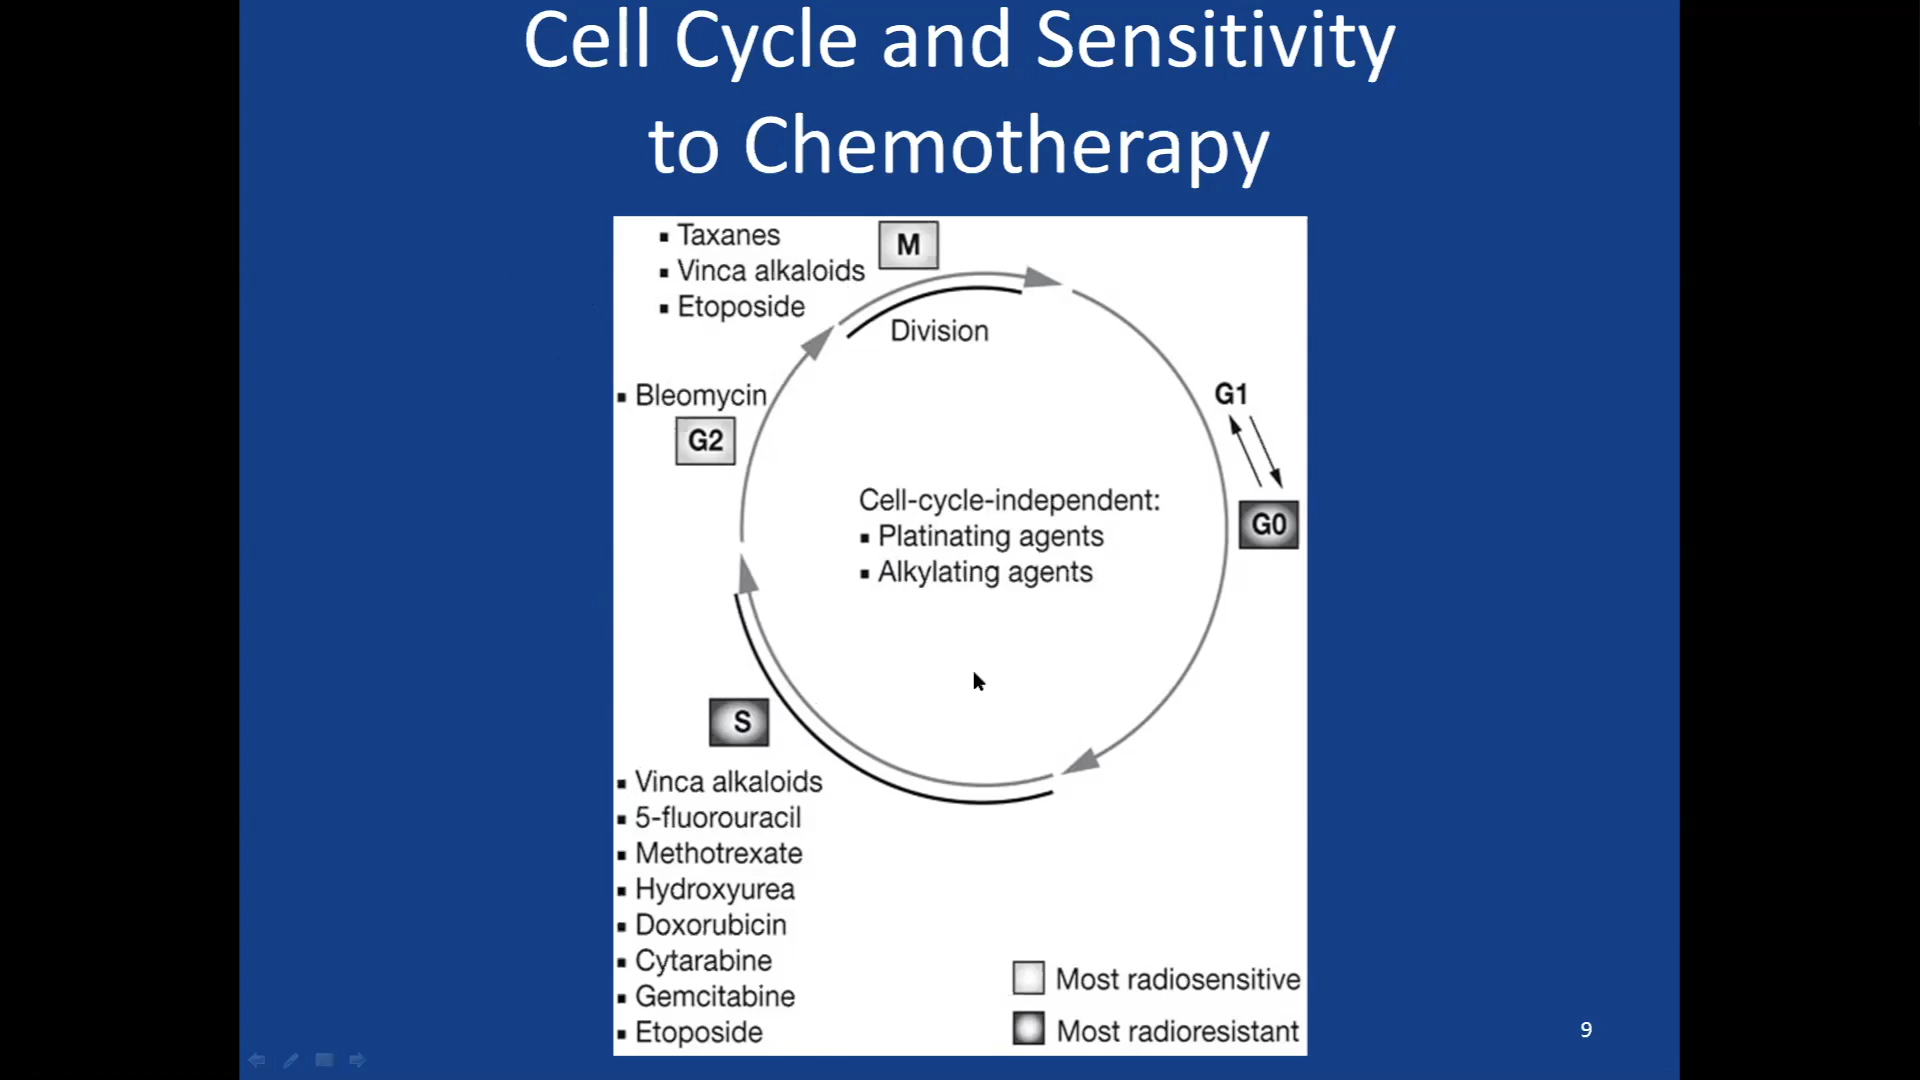 Cell Cycle and Sensitivity
to Chemotherapy
▪ Taxanes
▪ Vinca alkaloids
▪ Etoposide
M
Division
▪ Bleomycin
G2
G1
G0
Cell-cycle-independent:
▪ Platinating agents
▪ Alkylating agents
S
▪ Vinca alkaloids
▪ 5-fluorouracil
▪ Methotrexate
▪ Hydroxyurea
▪ Doxorubicin
▪ Cytarabine
▪ Gemcitabine
▪ Etoposide
Most radiosensitive
Most radioresistant
9